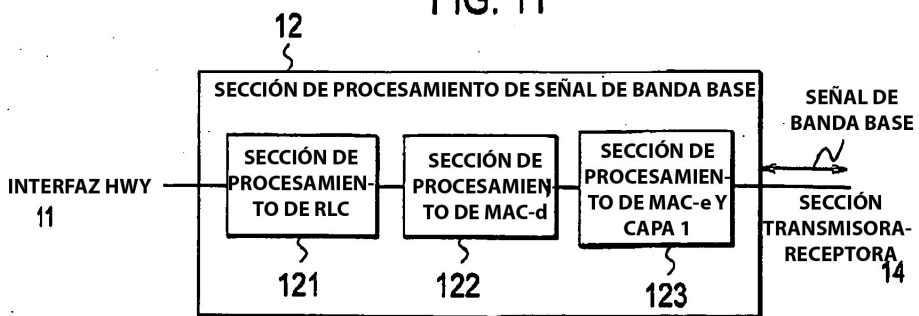 FIG. 11
12
SECCIÓN DE PROCESAMIENTO DE SEÑAL DE BANDA BASE
SEÑAL DE
BANDA BASE
INTERFAZ HWY
11
SECCIÓN DE
PROCESAMIEN-
TO DE RLC
SECCIÓN DE
PROCESAMIEN
TO DE MAC-d
SECCIÓN DE
PROCESAMIEN-
TO DE MAC-e Y
CAPA 1
SECCIÓN
TRANSMISORA-
RECEPTORA
14
121
122
123